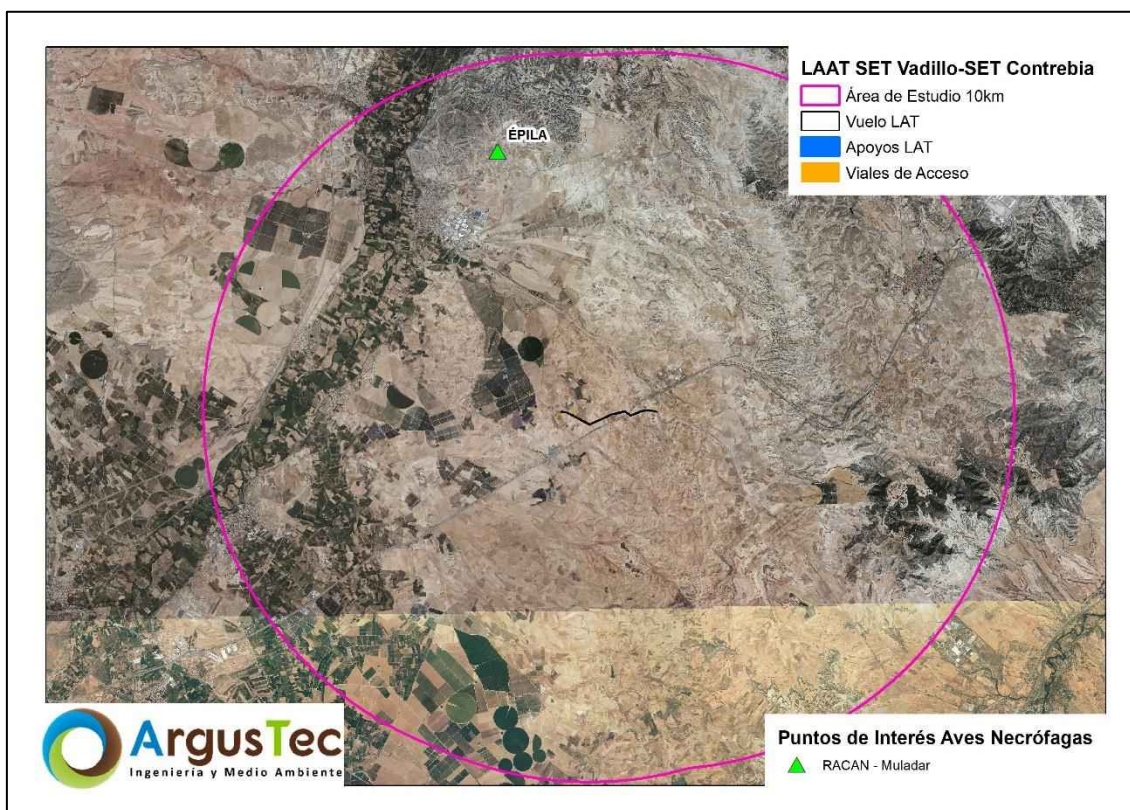 LAAT SET Vadillo-SET Contrebia
Área de Estudio 10km
Vuelo LAT
Apoyos LAT
Viales de Acceso
ÉPILA
ArgusTec
Ingeniería y Medio Ambiente
Puntos de Interés Aves Necrófagas
RACAN - Muladar